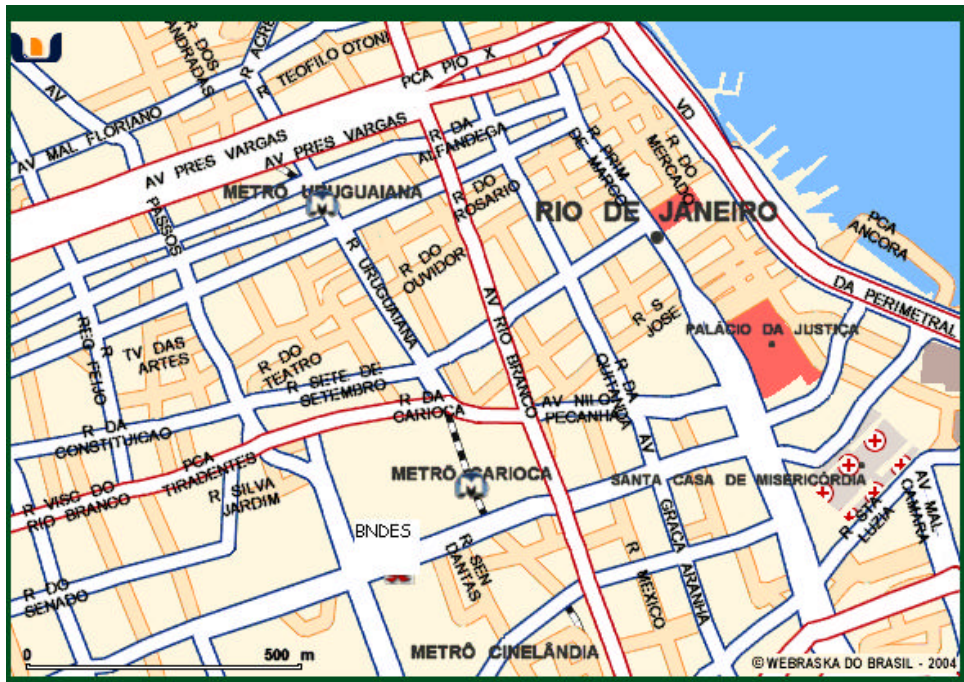 R DOS
ANDRADAS
R ACRE
R TEOFILO OTONI
PCA PIO X
AV
AV MAL FLORIANO
AV PRES VARGAS
AV PRES VARGAS
R DA
ALFANDEGA
R PRIM
DE MARCO
R DO
MERCADO
VD
METRÔ URUGUAIANA
R DO
ROSARIO
RIO DE JANEIRO
PCA
ANCORA
PASSOS
R URUGUAIANA
R DO
OUVIDOR
AV RIO BRANCO
R S
JOSE
DA PERIMETRAL
PALÁCIO DA JUSTIÇA
R
REG FEIJO
TV DAS
ARTES
R DO
TEATRO
R SETE DE
SETEMBRO
R DA
CARIOCA
AV NILO
PECANHA
R DA
QUITANDA
R DA
CONSTITUICAO
PCA
TIRADENTES
METRÔ CARIOCA
SANTA CASA DE MISERICÓRDIA
R VISC DO
RIO BRANCO
R SILVA
JARDIM
BNDES
AV
GRACA ARANHA
R STA
LUZIA
AV MAL
CAMARA
R SEN
DANTAS
R MEXICO
R DO
SENADO
METRÔ CINELÂNDIA
0 500 m
© WEBRASKA DO BRASIL - 2004